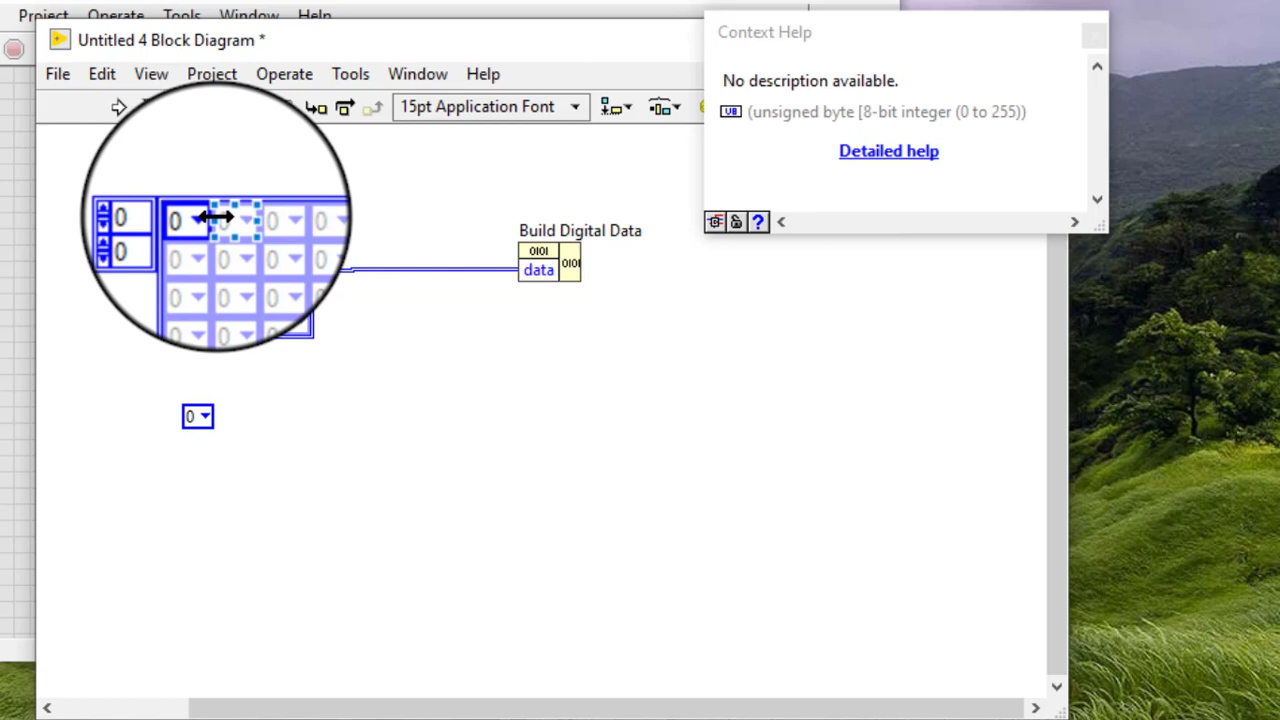 Project Operate Tools Window Help
Untitled 4 Block Diagram *
File Edit View Project Operate Tools Window Help
15pt Application Font
Context Help
No description available.
U8 (unsigned byte [8-bit integer (0 to 255))
Detailed help
?
0 0 0 0 0
0 0 0 0
0 0 0
0 0
Build Digital Data
0101
data 0101
0